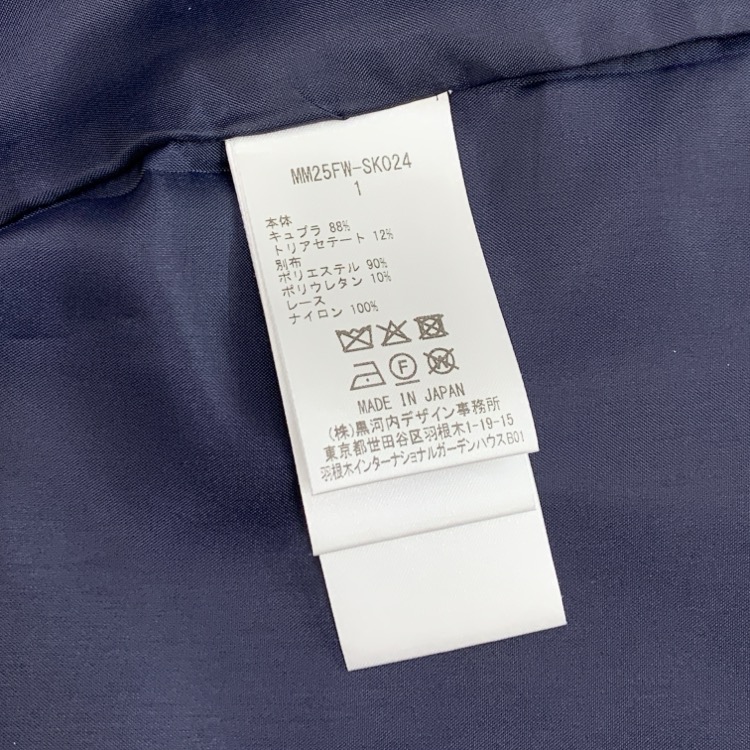 MM25FW-SK024
1
本体
キュプラ 88%
トリアセテート 12%
別布
ポリエステル 90%
ポリウレタン 10%
レース
ナイロン 100%
F
W
MADE IN JAPAN
(株)黒河内デザイン事務所
東京都世田谷区羽根木1-19-15
羽根木インターナショナルガーデンハウスB01